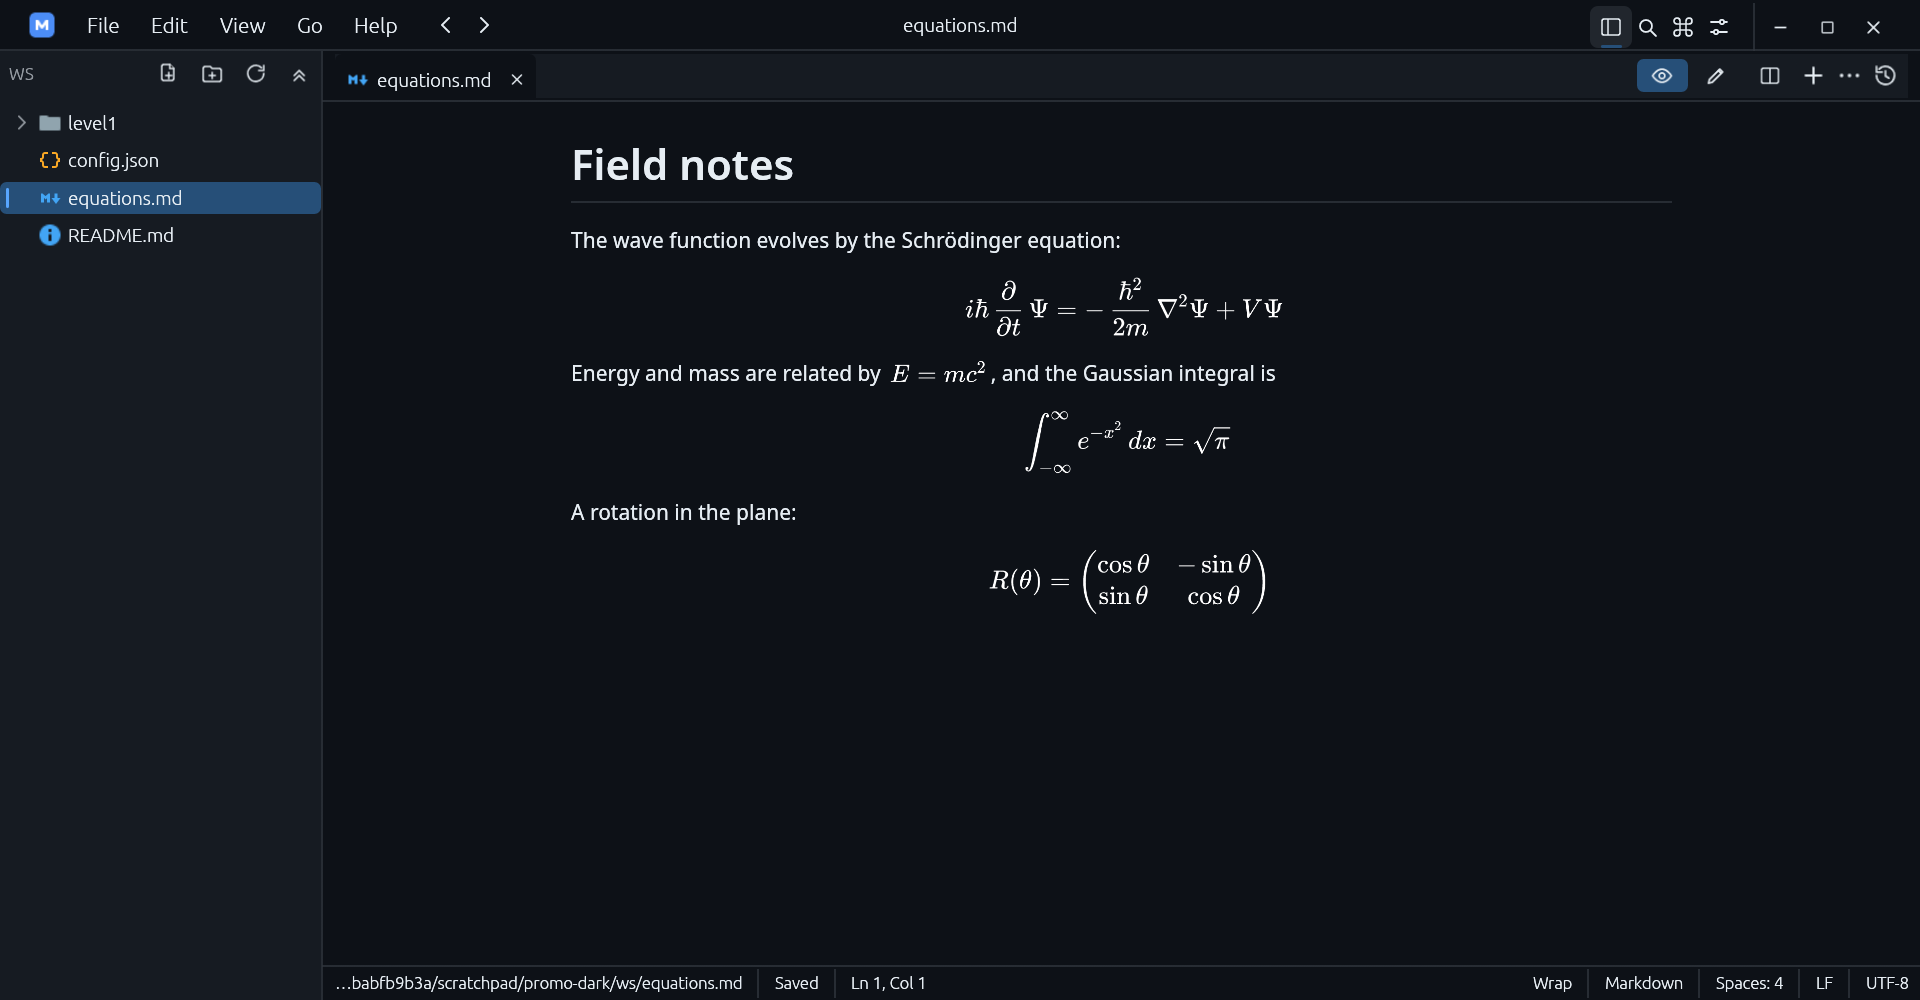 M File Edit View Go Help equations.md
WS
equations.md
level1
config.json
equations.md
README.md
Field notes
The wave function evolves by the Schrödinger equation:
iħ ∂/∂t Ψ = − ħ²/2m ∇²Ψ + VΨ
Energy and mass are related by E = mc², and the Gaussian integral is
∫_{−∞}^{∞} e^{−x²} dx = √π
A rotation in the plane:
R(θ) = (cos θ − sin θ
sin θ cos θ)
…babfb9b3a/scratchpad/promo-dark/ws/equations.md Saved Ln 1, Col 1 Wrap Markdown Spaces: 4 LF UTF-8